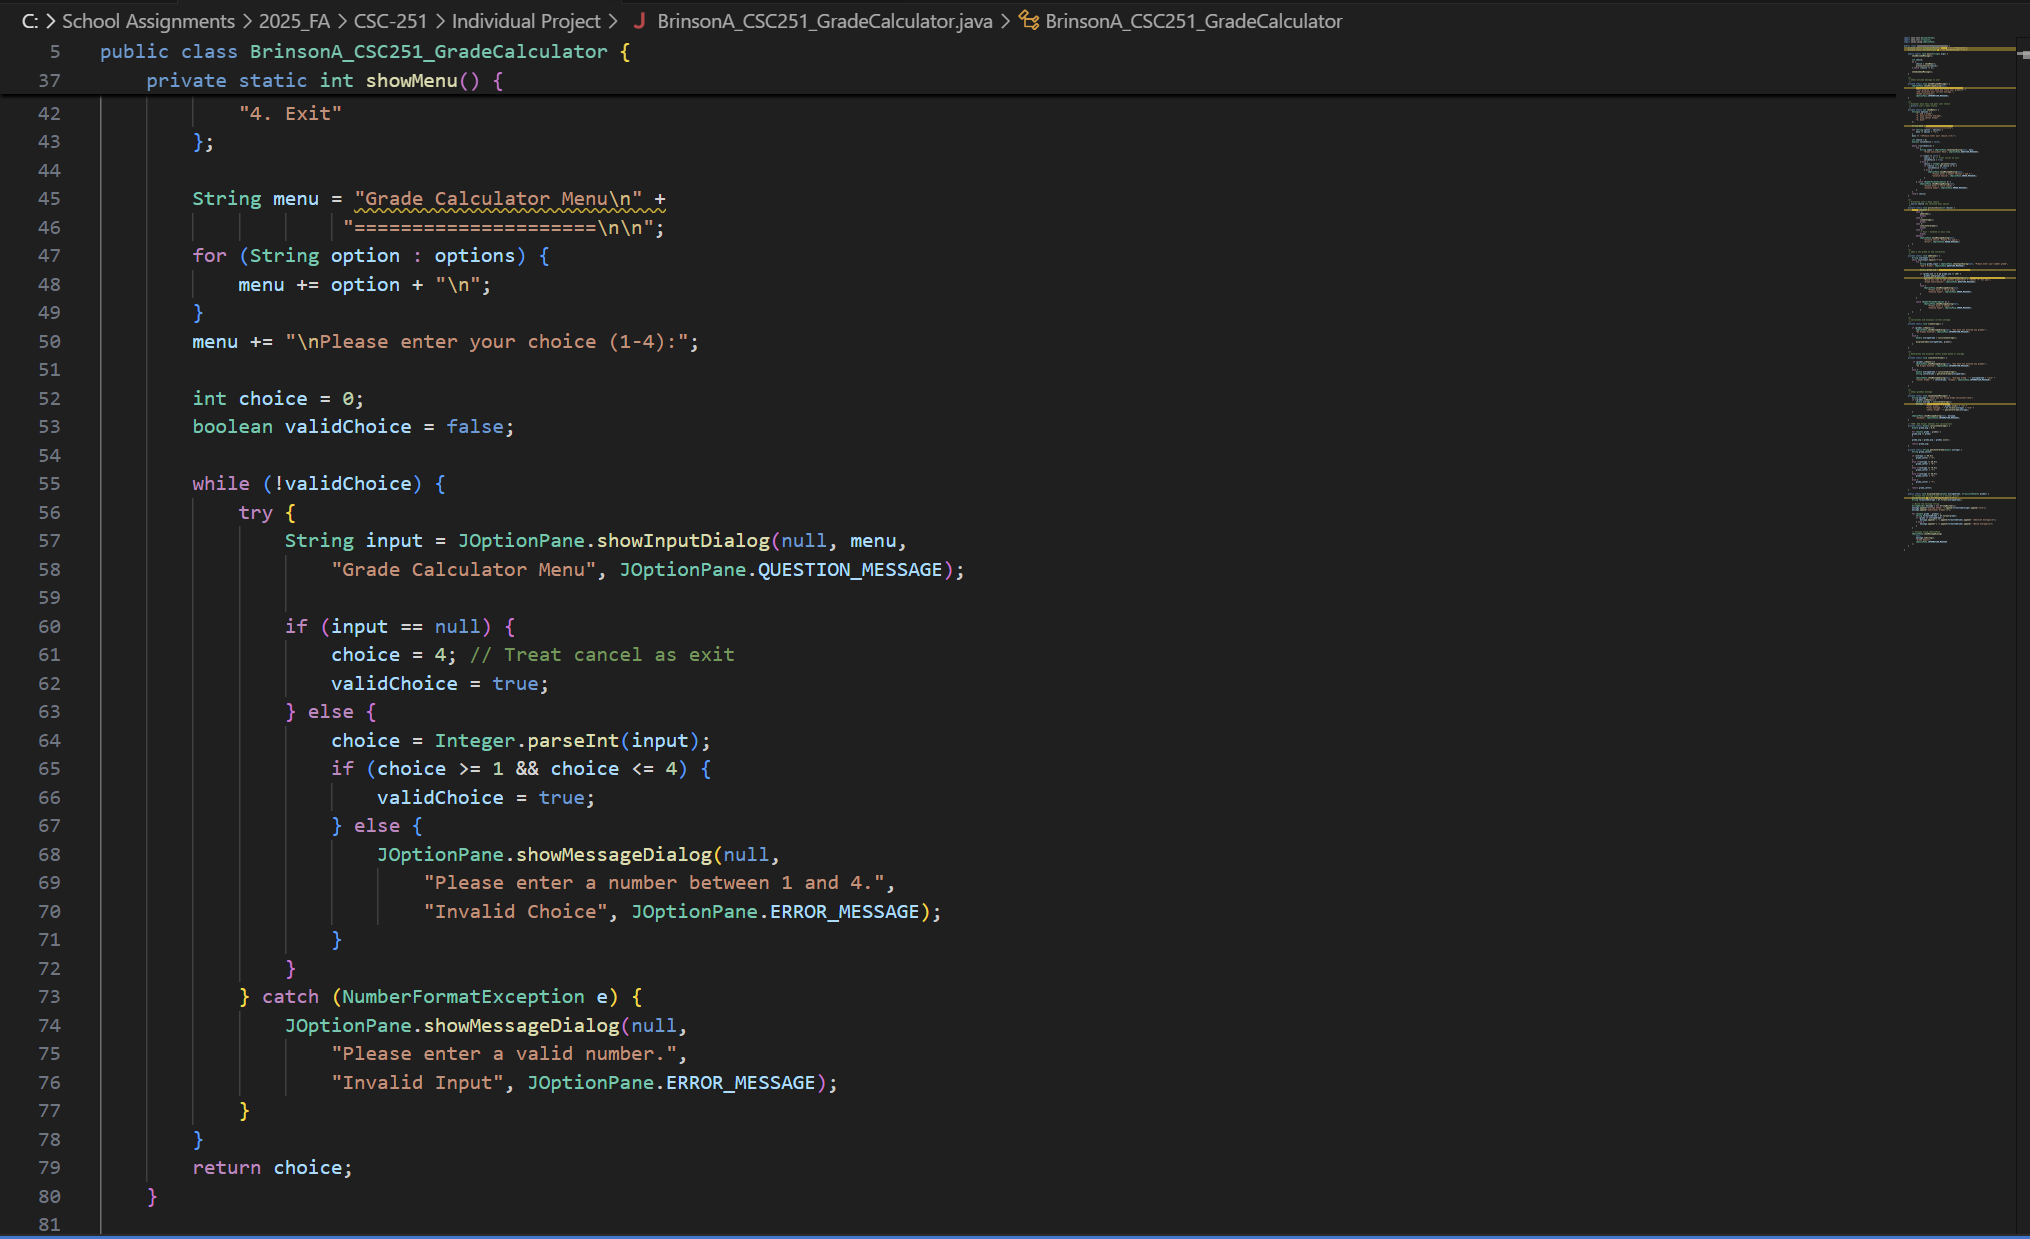 C: > School Assignments > 2025_FA > CSC-251 > Individual Project > J BrinsonA_CSC251_GradeCalculator.java > BrinsonA_CSC251_GradeCalculator
5 public class BrinsonA_CSC251_GradeCalculator {
37     private static int showMenu() {
42             "4. Exit"
43         };
44
45         String menu = "Grade Calculator Menu\n" +
46                      "=====================\n\n";
47         for (String option : options) {
48             menu += option + "\n";
49         }
50         menu += "\nPlease enter your choice (1-4):";
51
52         int choice = 0;
53         boolean validChoice = false;
54
55         while (!validChoice) {
56             try {
57                 String input = JOptionPane.showInputDialog(null, menu,
58                     "Grade Calculator Menu", JOptionPane.QUESTION_MESSAGE);
59
60                 if (input == null) {
61                     choice = 4; // Treat cancel as exit
62                     validChoice = true;
63                 } else {
64                     choice = Integer.parseInt(input);
65                     if (choice >= 1 && choice <= 4) {
66                         validChoice = true;
67                     } else {
68                         JOptionPane.showMessageDialog(null,
69                             "Please enter a number between 1 and 4.",
70                             "Invalid Choice", JOptionPane.ERROR_MESSAGE);
71                     }
72                 }
73             } catch (NumberFormatException e) {
74                 JOptionPane.showMessageDialog(null,
75                     "Please enter a valid number.",
76                     "Invalid Input", JOptionPane.ERROR_MESSAGE);
77             }
78         }
79         return choice;
80     }
81